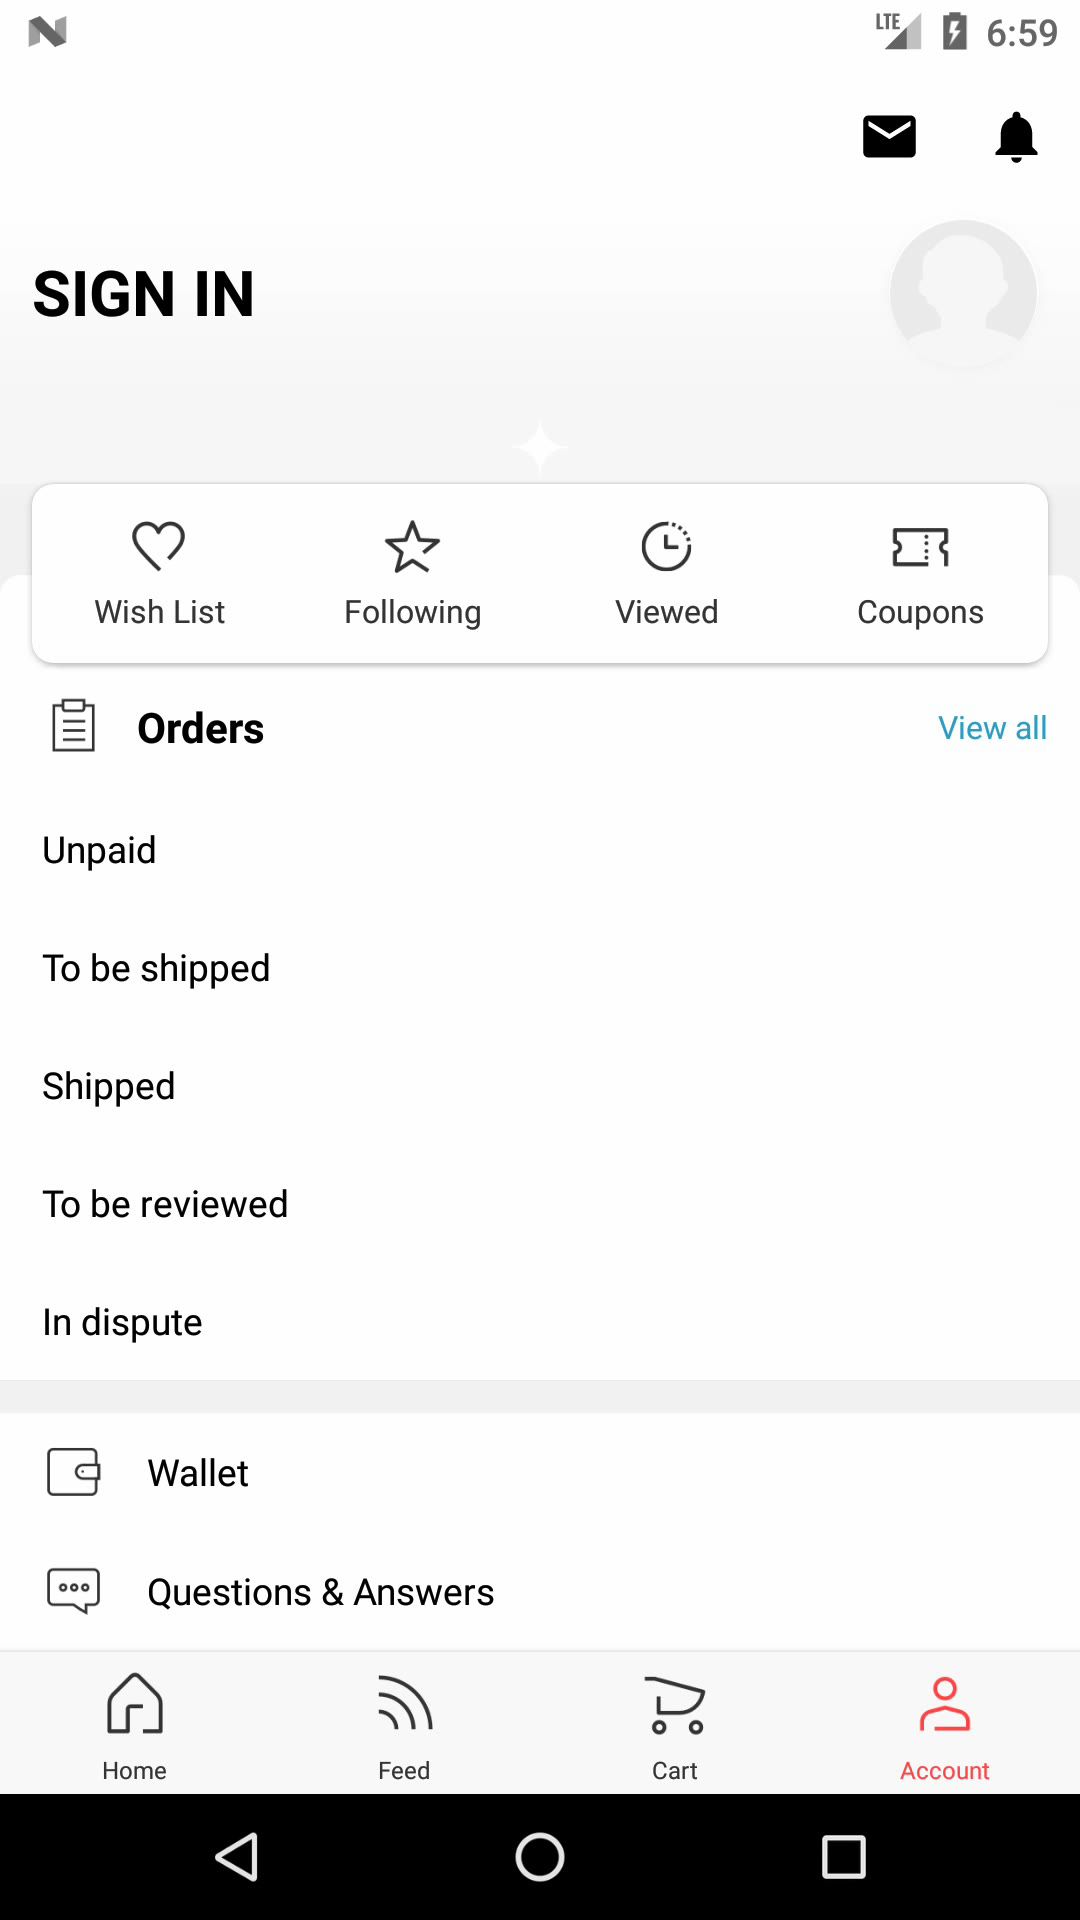 LTE 6:59
SIGN IN
Wish List Following Viewed Coupons
Orders View all
Unpaid
To be shipped
Shipped
To be reviewed
In dispute
Wallet
Questions & Answers
Home Feed Cart Account